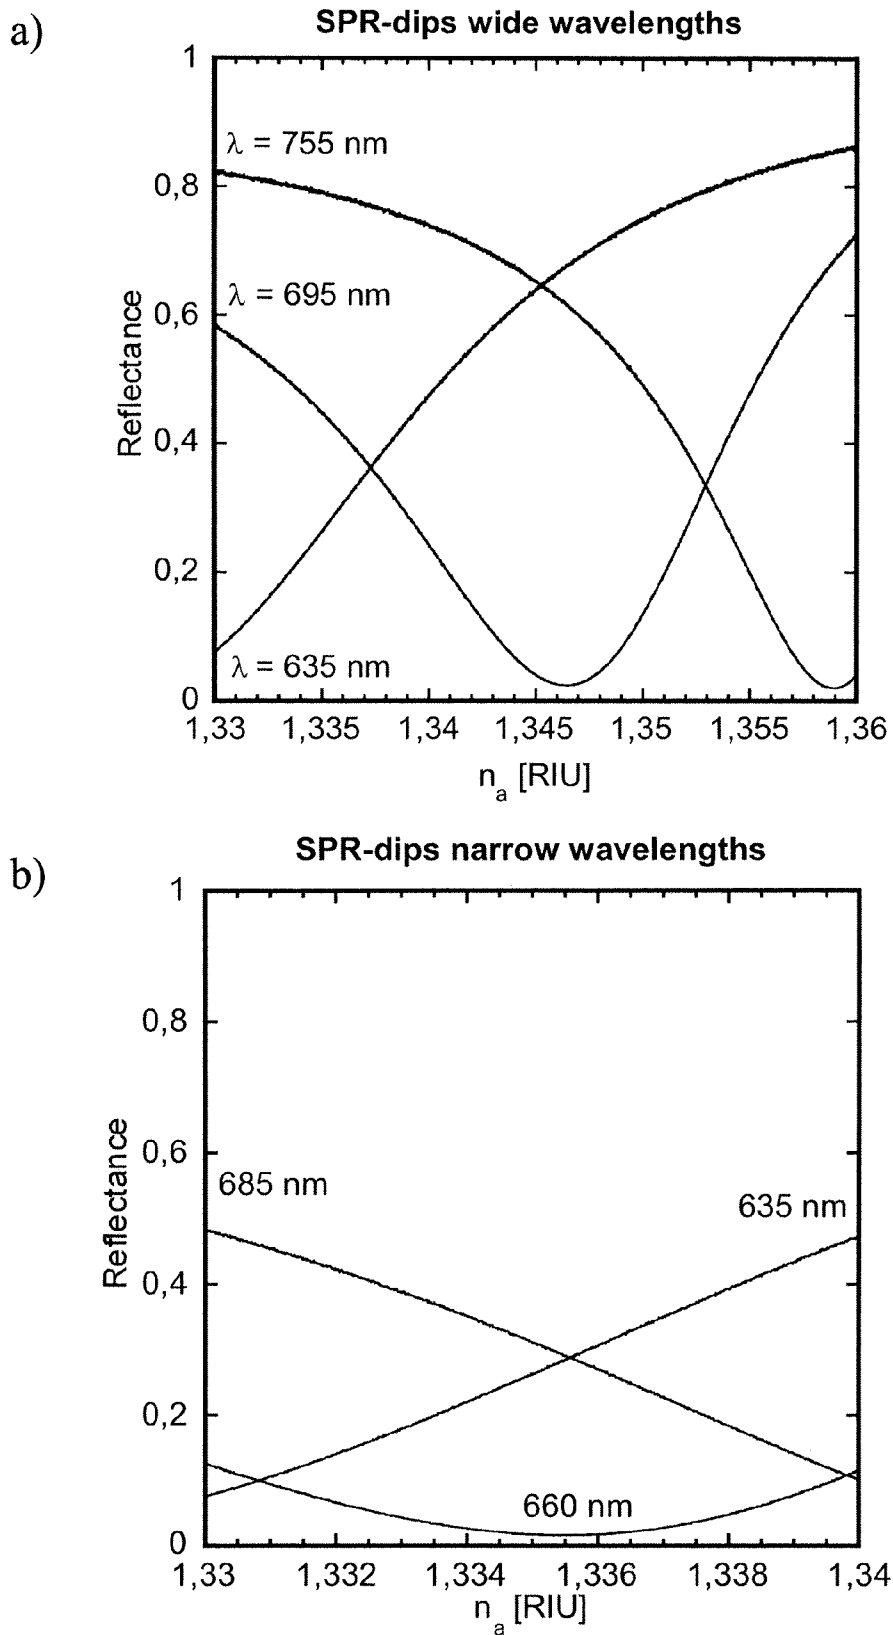 a)
SPR-dips wide wavelengths
1
λ = 755 nm
0,8
λ = 695 nm
0,6
Reflectance
0,4
0,2
λ = 635 nm
0
1,33 1,335 1,34 1,345 1,35 1,355 1,36
na [RIU]
b)
SPR-dips narrow wavelengths
1
0,8
0,6
685 nm
635 nm
Reflectance
0,4
0,2
660 nm
0
1,33 1,332 1,334 1,336 1,338 1,34
na [RIU]